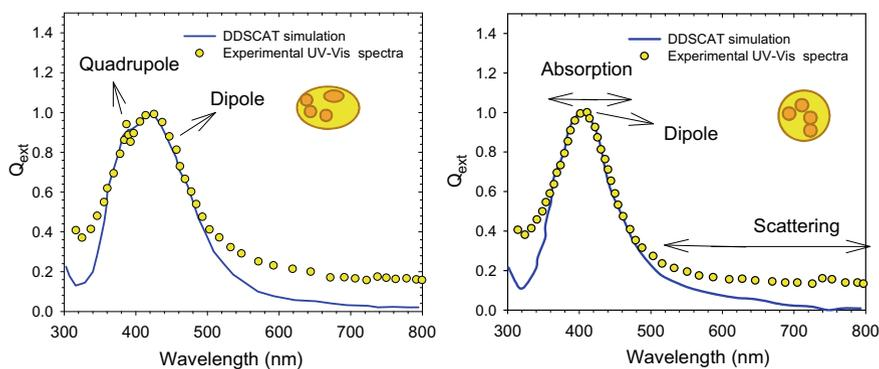 1.4
1.2
1.0
0.8
0.6
0.4
0.2
0.0
Q_ext
DDSCAT simulation
Experimental UV-Vis spectra
Quadrupole
Dipole
300 400 500 600 700 800
Wavelength (nm)
1.4
1.2
1.0
0.8
0.6
0.4
0.2
0.0
Q_ext
DDSCAT simulation
Experimental UV-Vis spectra
Absorption
Dipole
Scattering
300 400 500 600 700 800
Wavelength (nm)